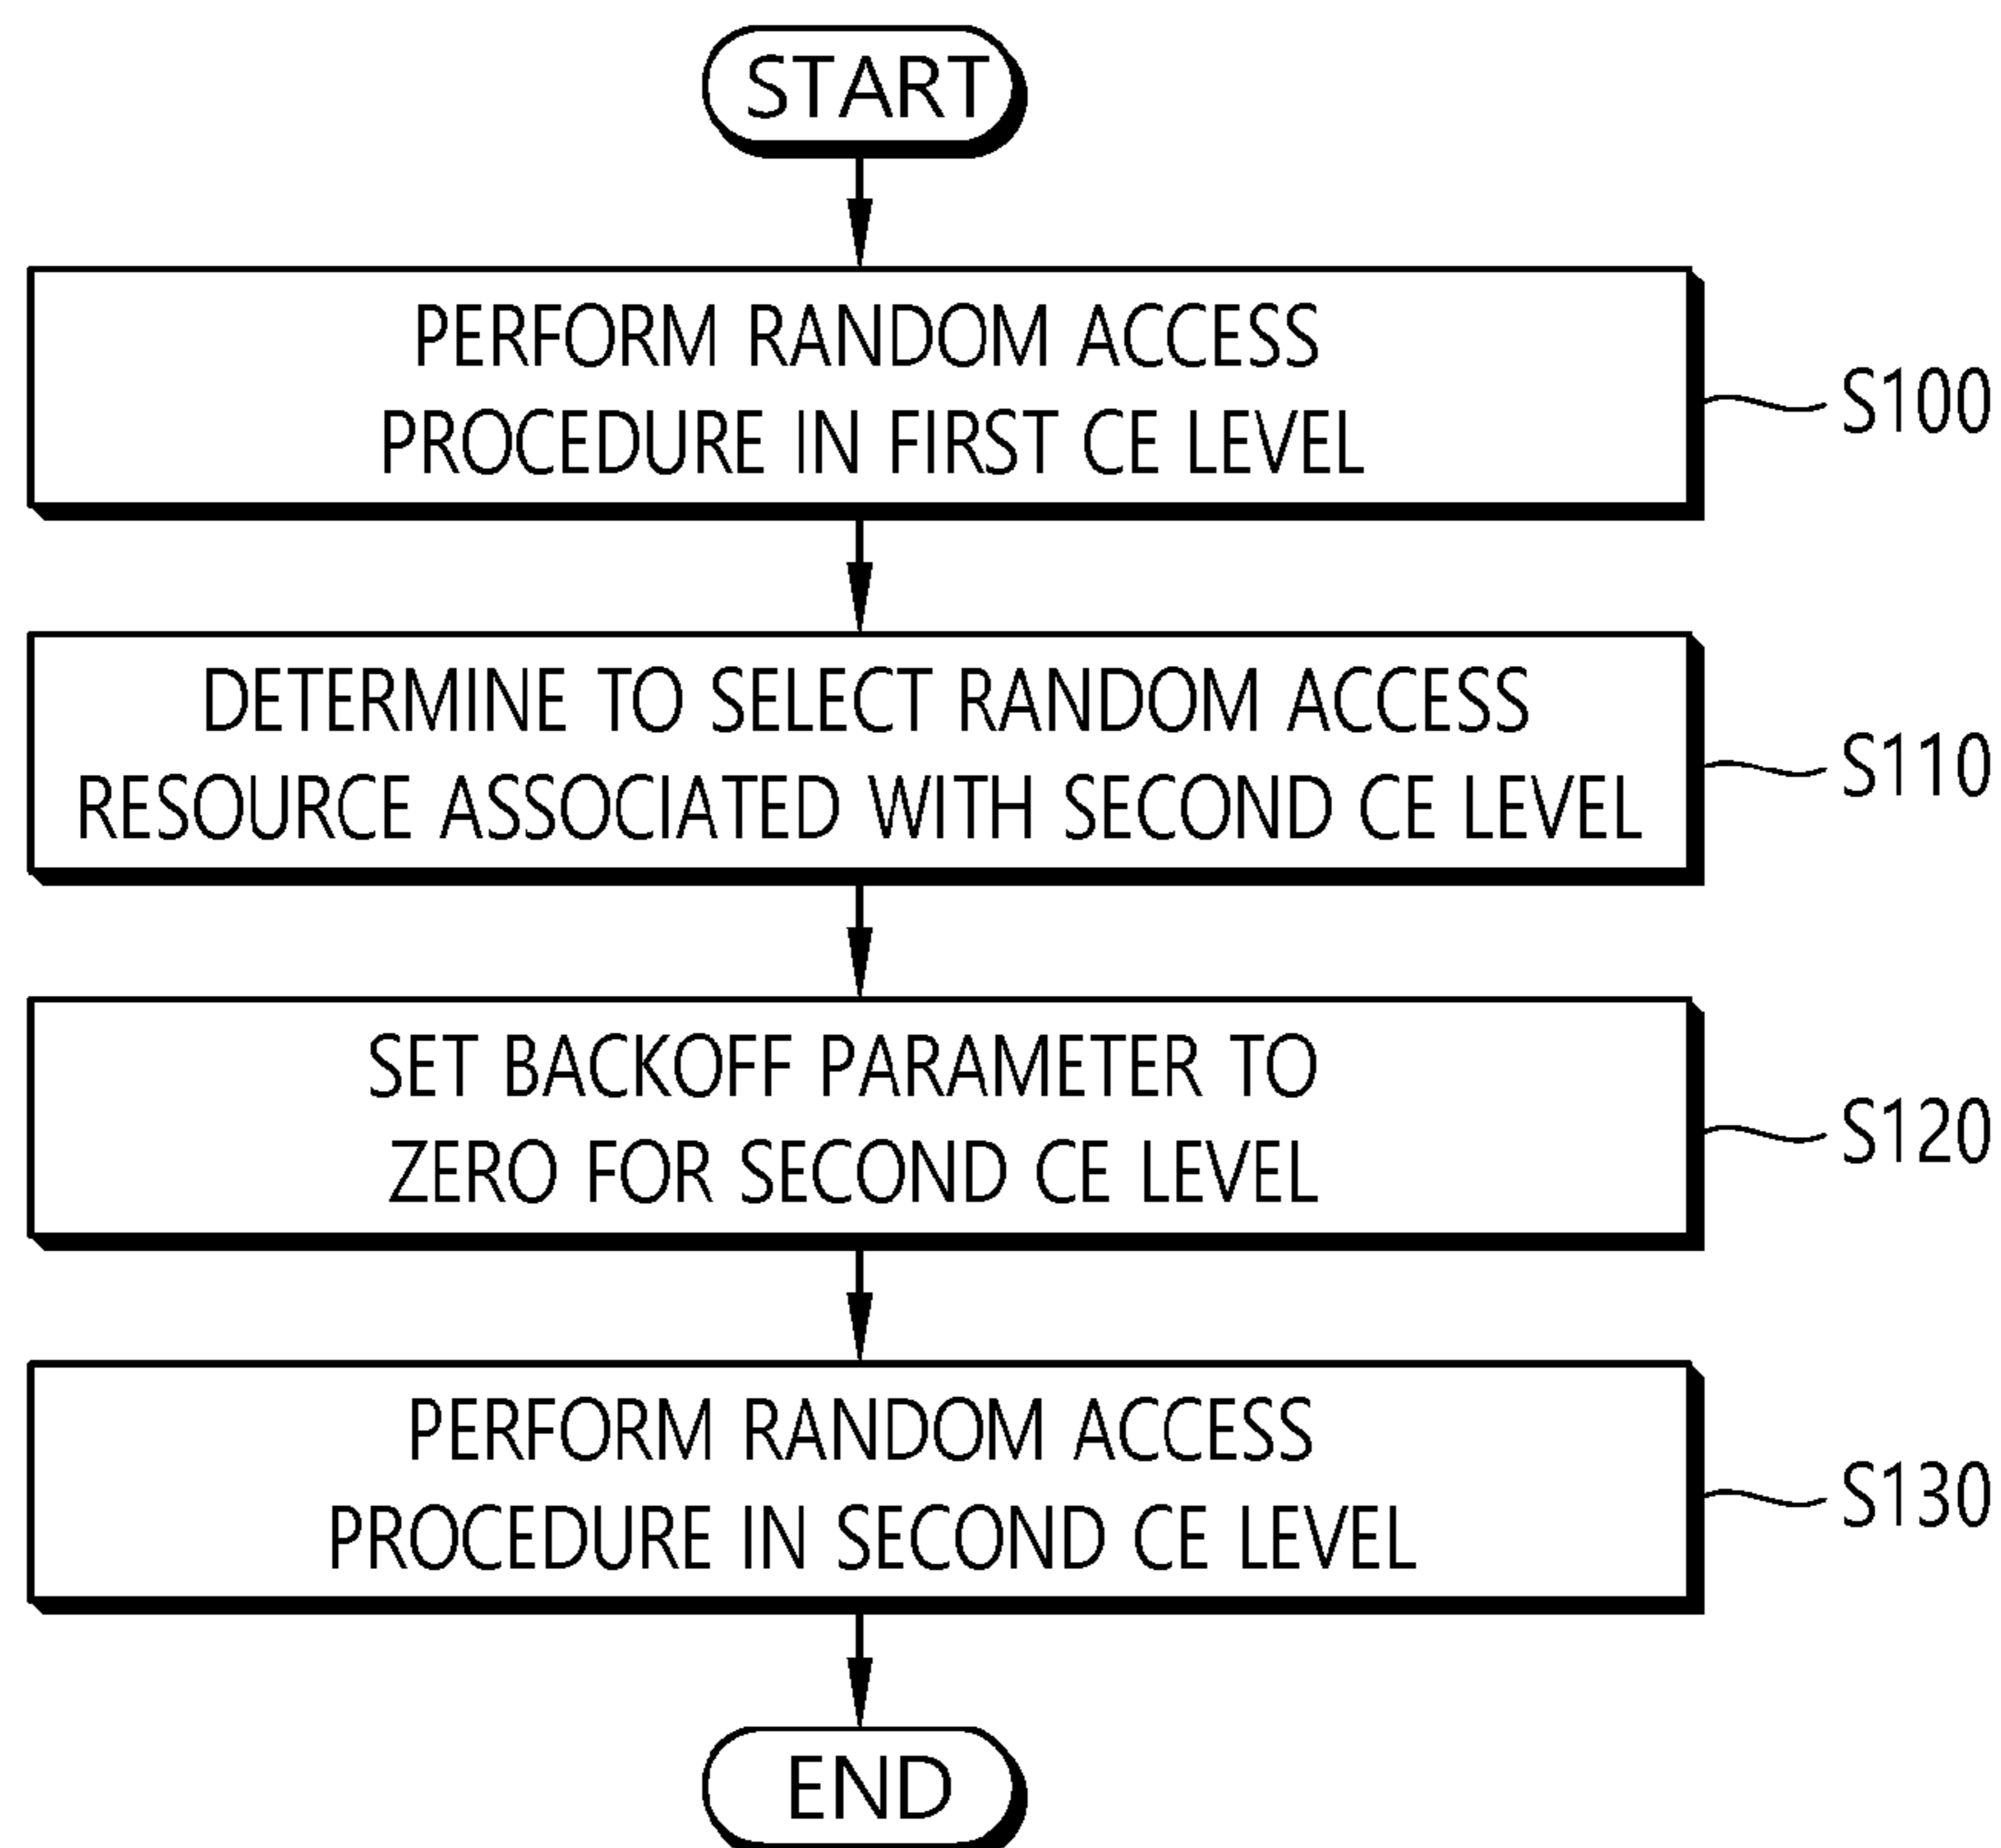 START
PERFORM RANDOM ACCESS
PROCEDURE IN FIRST CE LEVEL
S100
DETERMINE TO SELECT RANDOM ACCESS
RESOURCE ASSOCIATED WITH SECOND CE LEVEL
S110
SET BACKOFF PARAMETER TO
ZERO FOR SECOND CE LEVEL
S120
PERFORM RANDOM ACCESS
PROCEDURE IN SECOND CE LEVEL
S130
END